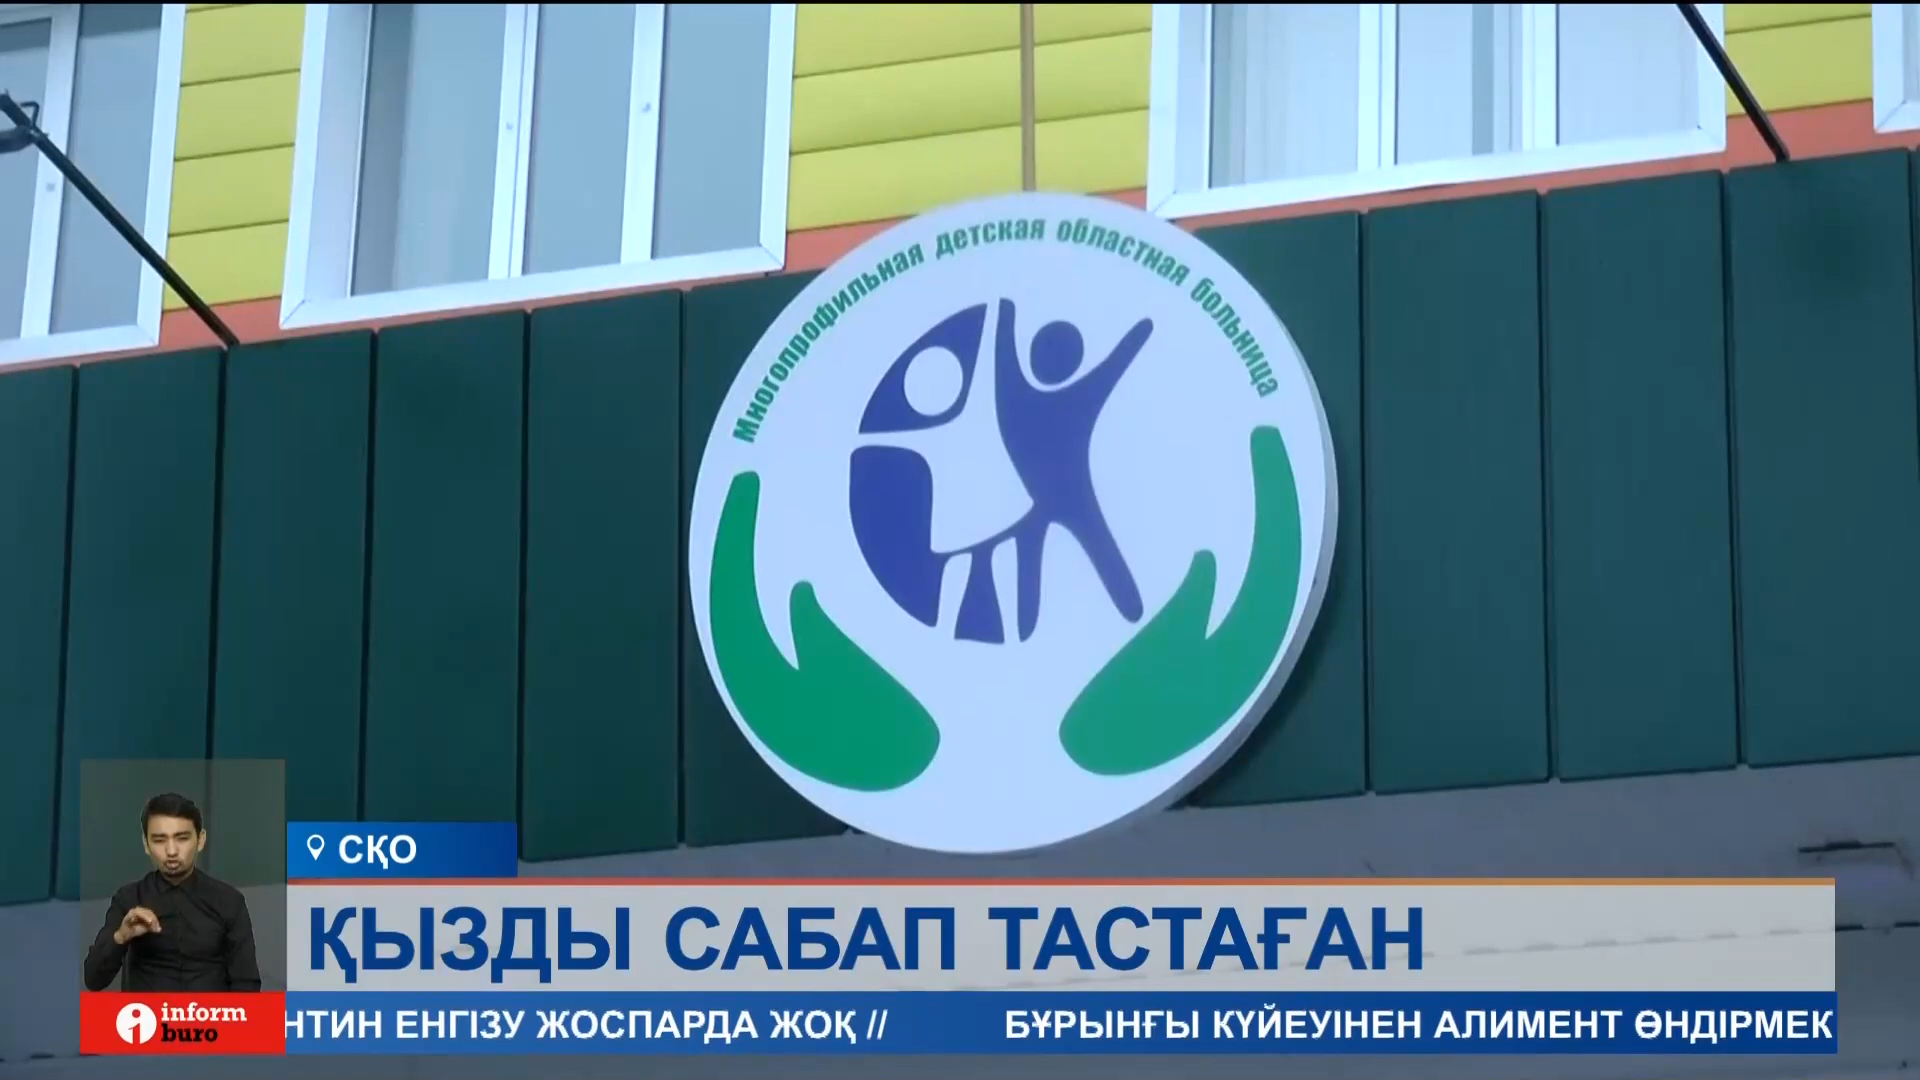 Многопрофильная детская областная больница
СҚО
ҚЫЗДЫ САБАП ТАСТАҒАН
inform
buro
НТИН ЕНГІЗУ ЖОСПАРДА ЖОҚ // БҰРЫНҒЫ КҮЙЕУІНЕН АЛИМЕНТ ӨНДІРМЕК